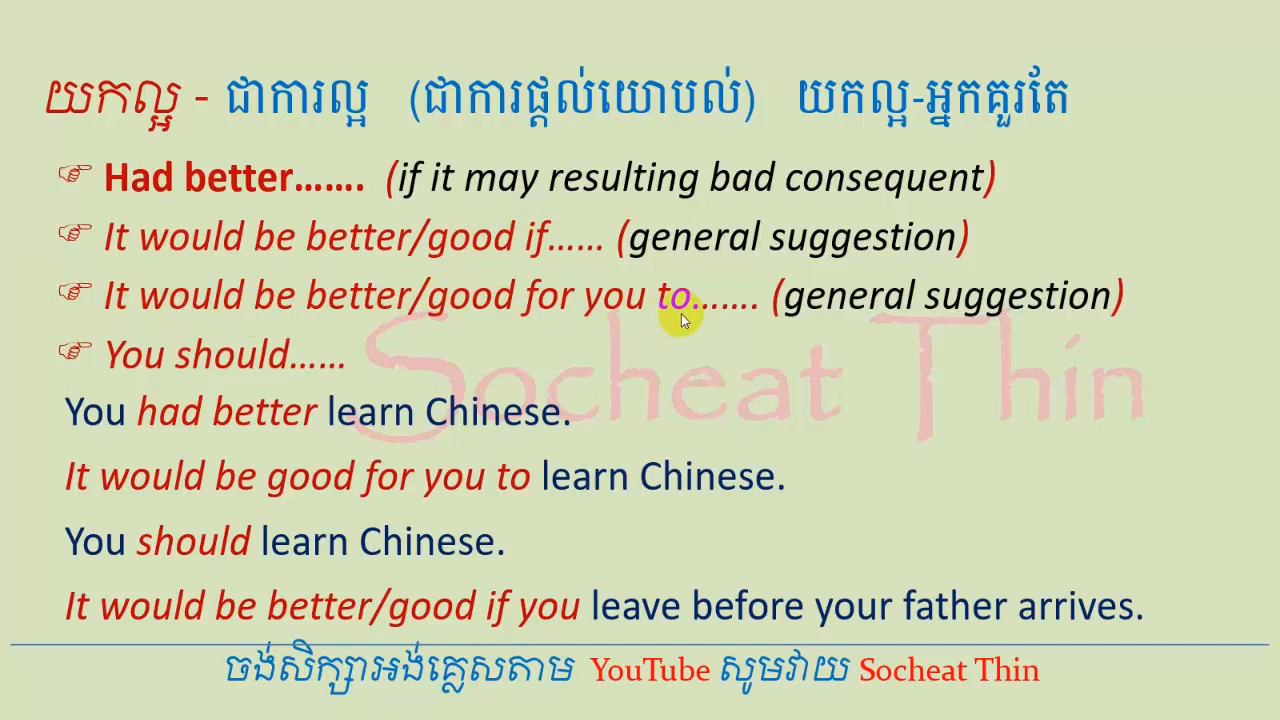 យកល្អ - ជាការល្អ (ជាការផ្តល់យោបល់) យកល្អ-អ្នកគួរតែ
☞ Had better……. (if it may resulting bad consequent)
☞ It would be better/good if…… (general suggestion)
☞ It would be better/good for you to……. (general suggestion)
☞ You should……
Socheat Thin
You had better learn Chinese.
It would be good for you to learn Chinese.
You should learn Chinese.
It would be better/good if you leave before your father arrives.
ចង់សិក្សាអង់គ្លេសតាម YouTube សូមវាយ Socheat Thin